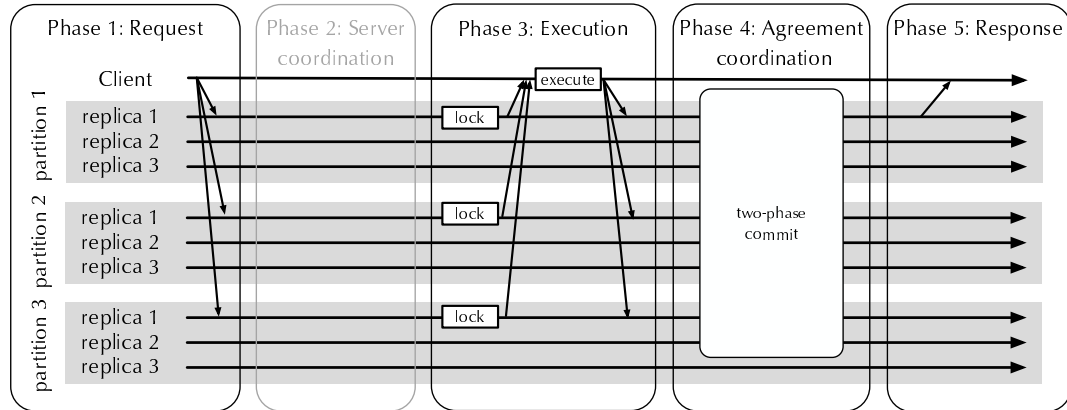 Phase 1: Request
Phase 2: Server
coordination
Phase 3: Execution
Phase 4: Agreement
coordination
Phase 5: Response
Client
execute
partition 1
replica 1
lock
replica 2
replica 3
partition 2
replica 1
lock
replica 2
replica 3
two-phase
commit
partition 3
replica 1
lock
replica 2
replica 3